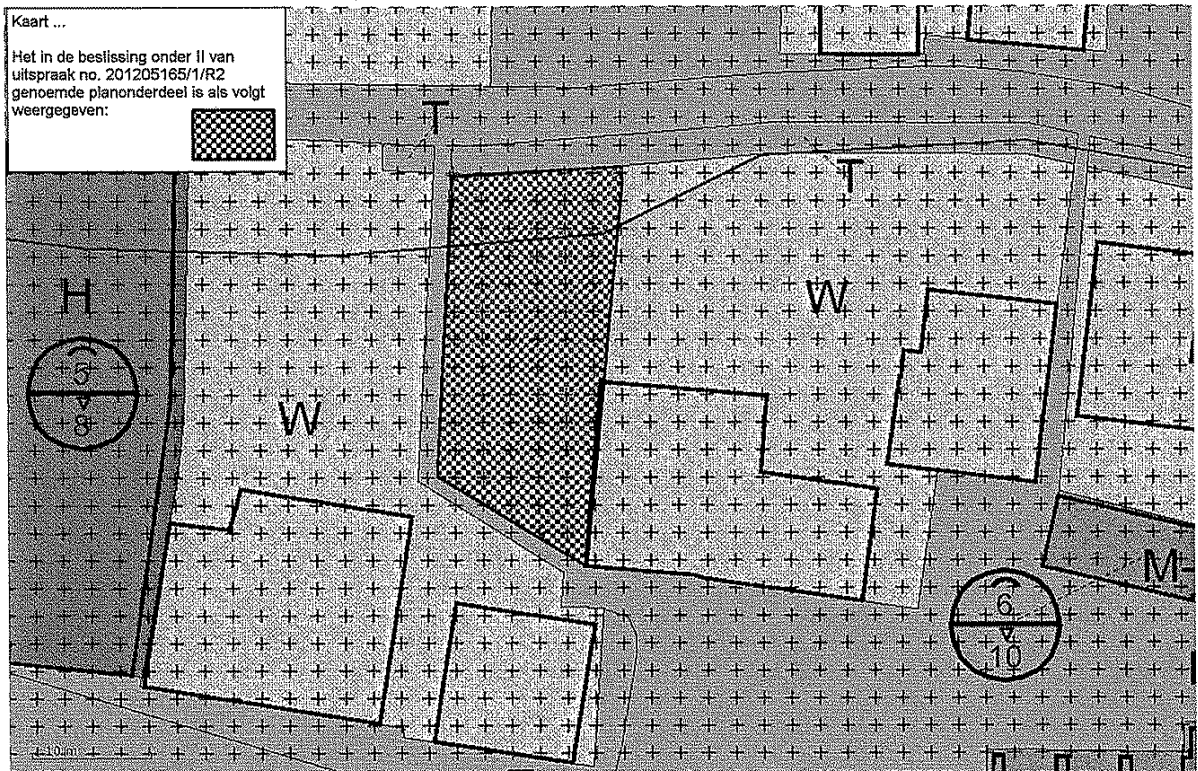 Kaart ...
Het in de beslissing onder II van
uitspraak no. 201205165/1/R2
genoemde planonderdeel is als volgt
weergegeven:
T
T
H
W
5
8
W
M-
6
10
10 m